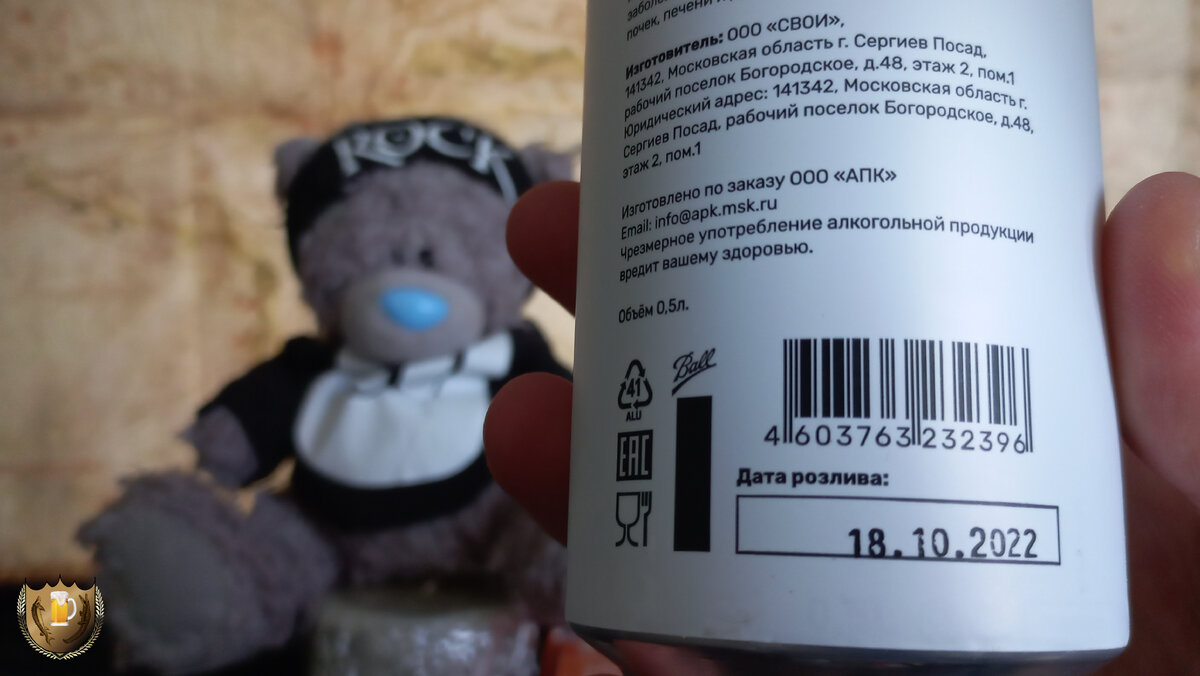 почек, печени и
Изготовитель: ООО «СВОИ»,
141342, Московская область г. Сергиев Посад,
рабочий поселок Богородское, д.48, этаж 2, пом.1
Юридический адрес: 141342, Московская область г.
Сергиев Посад, рабочий поселок Богородское, д.48,
этаж 2, пом.1
Изготовлено по заказу ООО «АПК»
Email: info@apk.msk.ru
Чрезмерное употребление алкогольной продукции
вредит вашему здоровью.
Объём 0,5л.
41
ALU
Ball
EAC
4 603763 232396
Дата розлива:
18.10.2022
ROCK